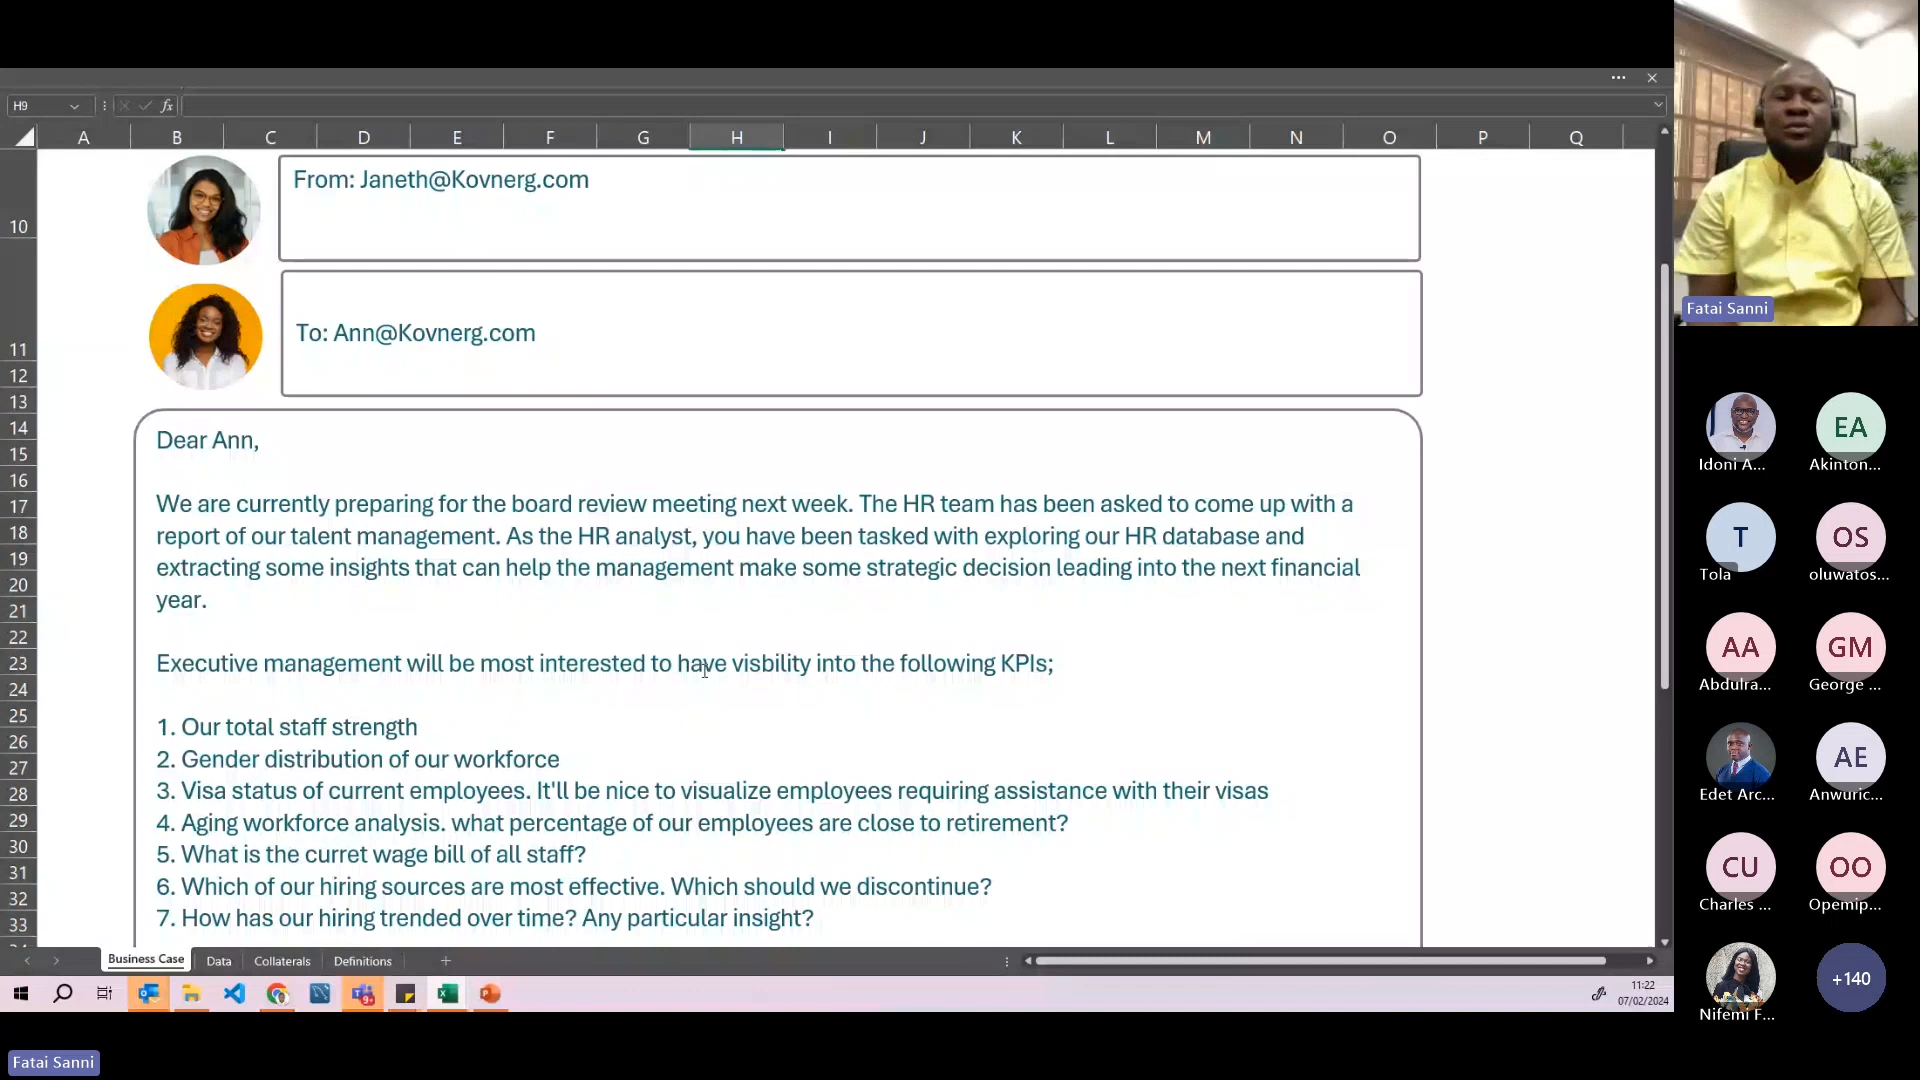 H9
fx
A B C D E F G H I J K L M N O P Q
10
11
12
13
14
15
16
17
18
19
20
21
22
23
24
25
26
27
28
29
30
31
32
33
From: Janeth@Kovnerg.com
To: Ann@Kovnerg.com
Dear Ann,
We are currently preparing for the board review meeting next week. The HR team has been asked to come up with a
report of our talent management. As the HR analyst, you have been tasked with exploring our HR database and
extracting some insights that can help the management make some strategic decision leading into the next financial
year.
Executive management will be most interested to have visbility into the following KPIs;
1. Our total staff strength
2. Gender distribution of our workforce
3. Visa status of current employees. It'll be nice to visualize employees requiring assistance with their visas
4. Aging workforce analysis. what percentage of our employees are close to retirement?
5. What is the curret wage bill of all staff?
6. Which of our hiring sources are most effective. Which should we discontinue?
7. How has our hiring trended over time? Any particular insight?
Business Case Data Collaterals Definitions
11:22
07/02/2024
Fatai Sanni
Fatai Sanni
Idoni A...
EA
Akinton...
T
Tola
OS
oluwatos...
AA
Abdulra...
GM
George ...
Edet Arc...
AE
Anwuric...
CU
Charles ...
OO
Opemip...
Nifemi F...
+140